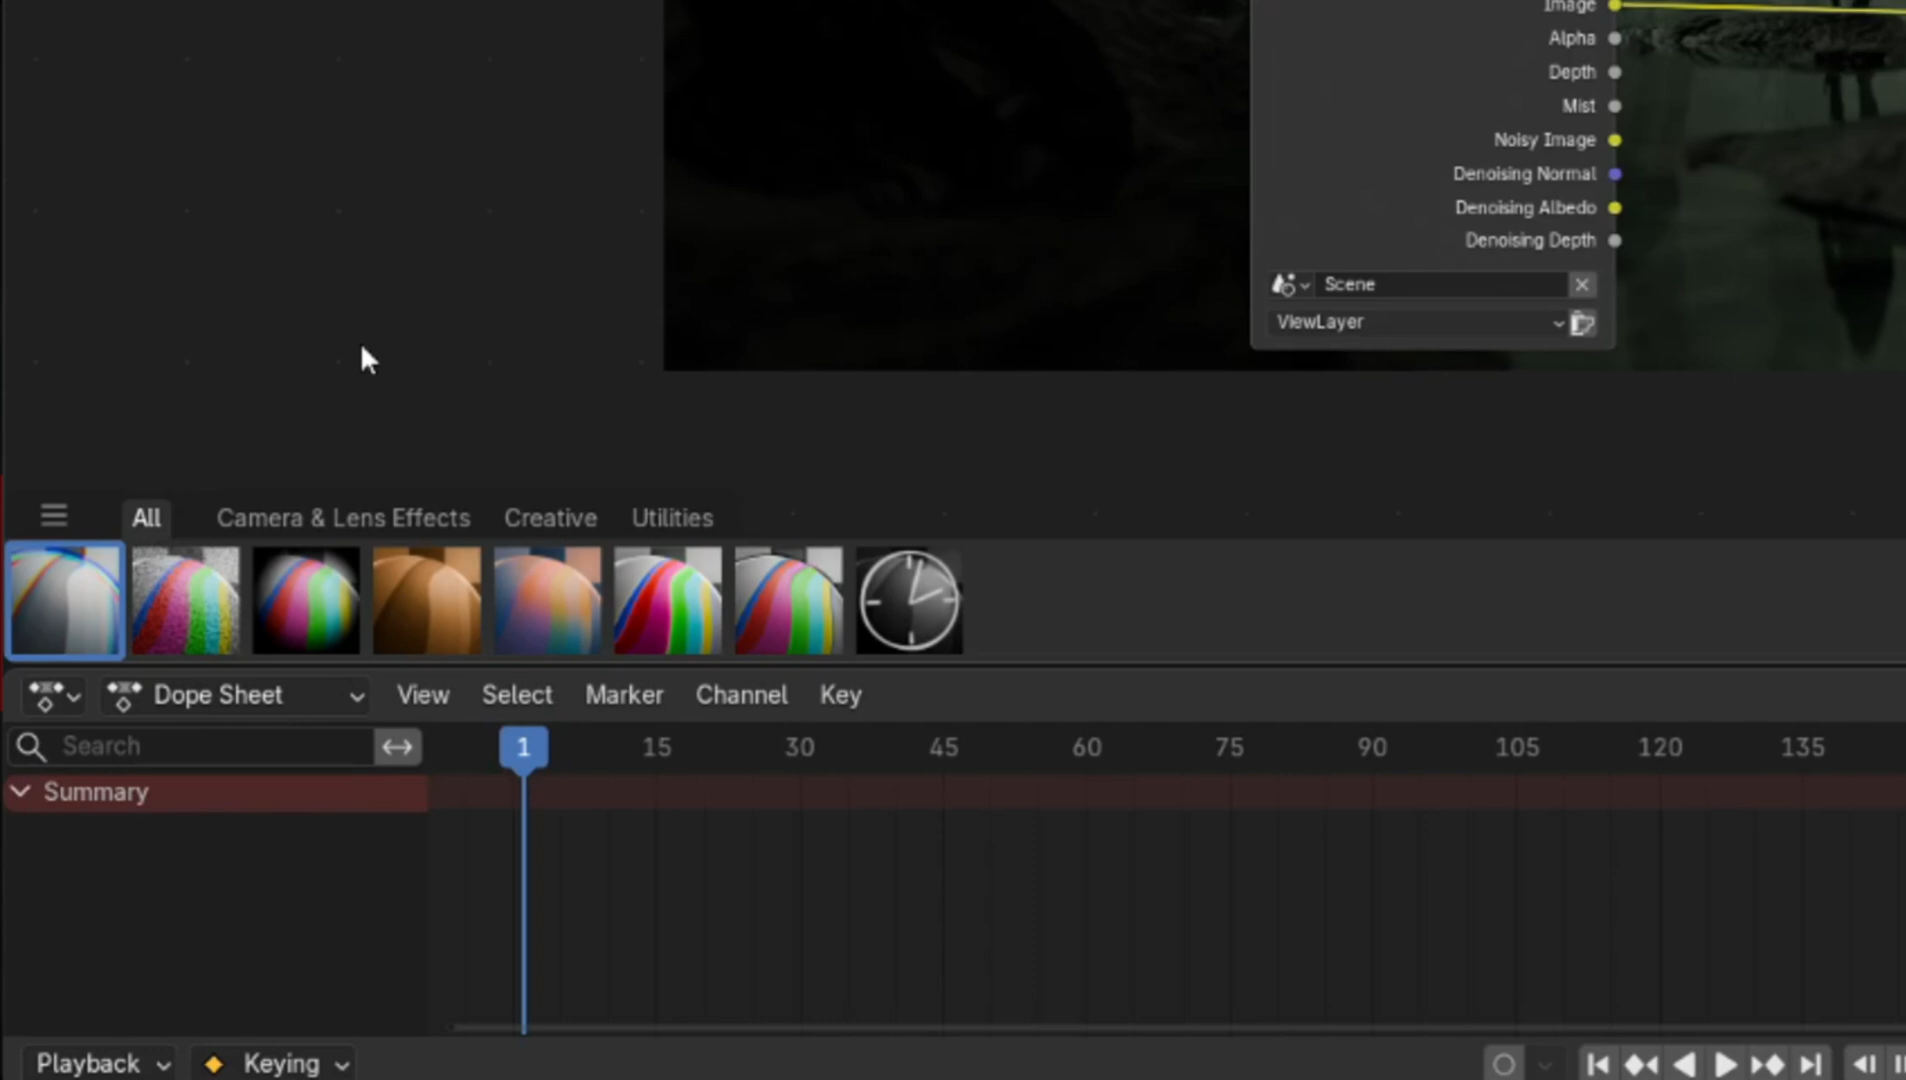 Image
Alpha
Depth
Mist
Noisy Image
Denoising Normal
Denoising Albedo
Denoising Depth
Scene
ViewLayer
All Camera & Lens Effects Creative Utilities
Dope Sheet View Select Marker Channel Key
Search 1 15 30 45 60 75 90 105 120 135
Summary
Playback Keying